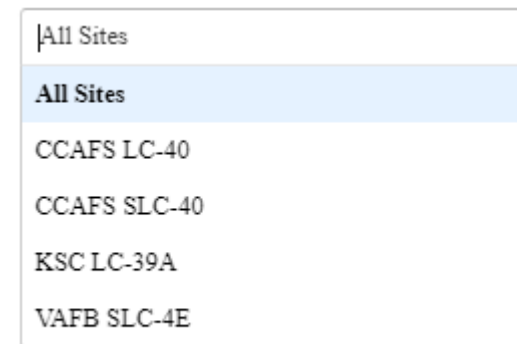 All Sites
All Sites
CCAFS LC-40
CCAFS SLC-40
KSC LC-39A
VAFB SLC-4E